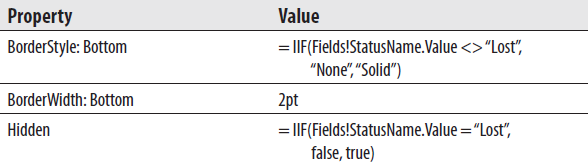 Property Value
BorderStyle: Bottom = IIF(Fields!StatusName.Value <> “Lost”,
“None”, “Solid”)
BorderWidth: Bottom 2pt
Hidden = IIF(Fields!StatusName.Value = “Lost”,
false, true)